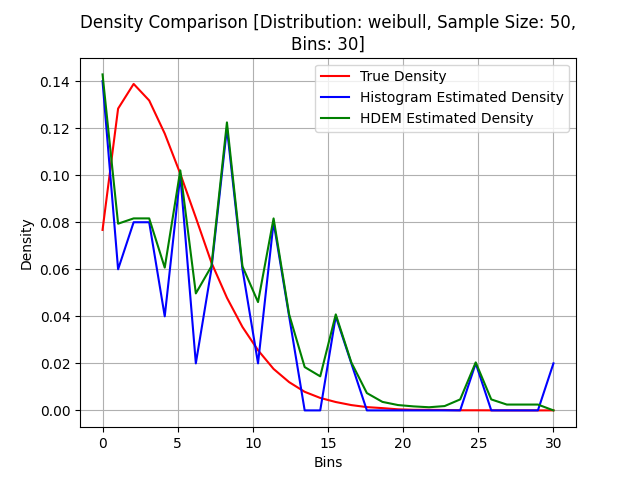 Density Comparison [Distribution: weibull, Sample Size: 50,
Bins: 30]
True Density
Histogram Estimated Density
HDEM Estimated Density
Density
0.14
0.12
0.10
0.08
0.06
0.04
0.02
0.00
0 5 10 15 20 25 30
Bins